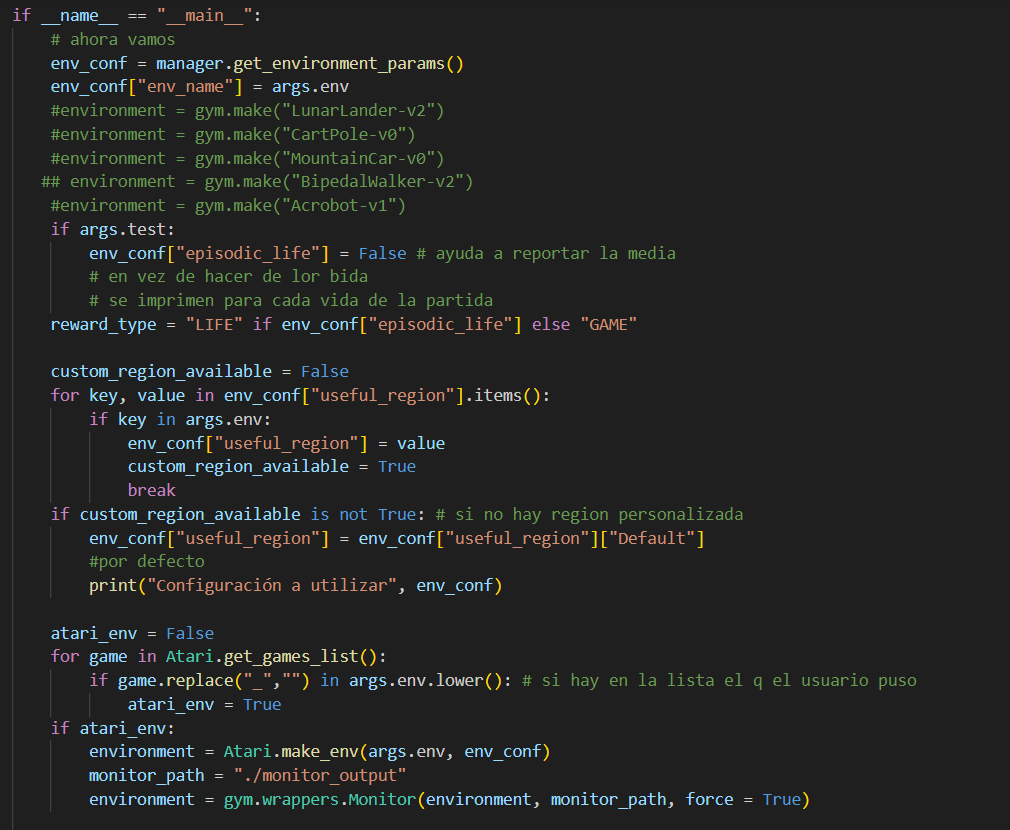 if __name__ == "__main__":
    # ahora vamos
    env_conf = manager.get_environment_params()
    env_conf["env_name"] = args.env
    #environment = gym.make("LunarLander-v2")
    #environment = gym.make("CartPole-v0")
    #environment = gym.make("MountainCar-v0")
   ## environment = gym.make("BipedalWalker-v2")
    #environment = gym.make("Acrobot-v1")
    if args.test:
        env_conf["episodic_life"] = False # ayuda a reportar la media
        # en vez de hacer de lor bida
        # se imprimen para cada vida de la partida
    reward_type = "LIFE" if env_conf["episodic_life"] else "GAME"

    custom_region_available = False
    for key, value in env_conf["useful_region"].items():
        if key in args.env:
            env_conf["useful_region"] = value
            custom_region_available = True
            break
    if custom_region_available is not True: # si no hay region personalizada
        env_conf["useful_region"] = env_conf["useful_region"]["Default"]
        #por defecto
        print("Configuración a utilizar", env_conf)

    atari_env = False
    for game in Atari.get_games_list():
        if game.replace("_","") in args.env.lower(): # si hay en la lista el q el usuario puso
            atari_env = True
    if atari_env:
        environment = Atari.make_env(args.env, env_conf)
        monitor_path = "./monitor_output"
        environment = gym.wrappers.Monitor(environment, monitor_path, force = True)